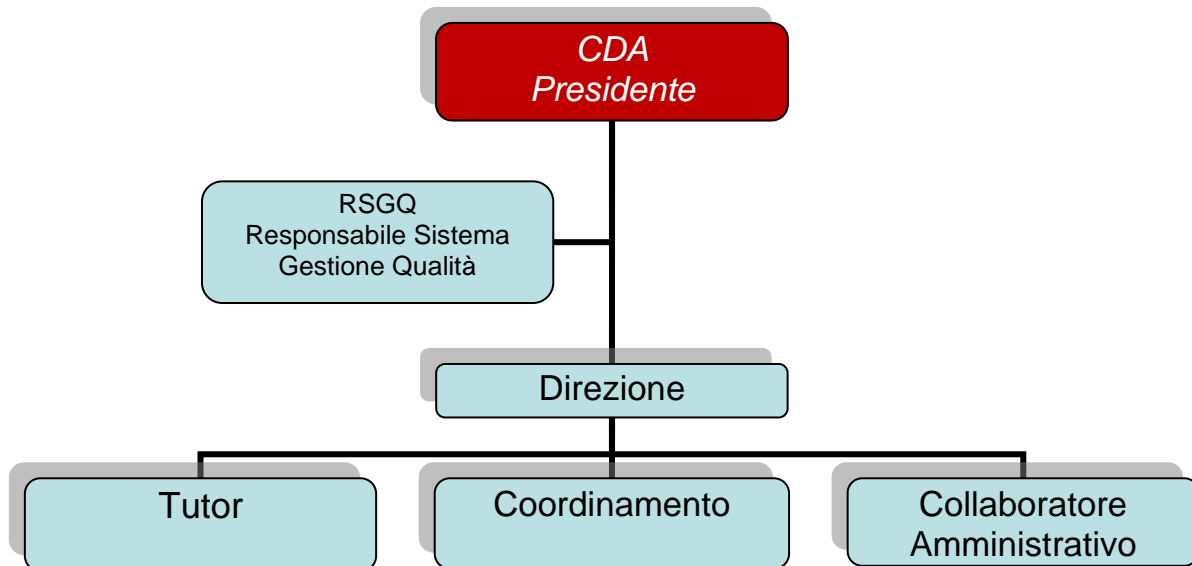 CDA
Presidente
RSGQ
Responsabile Sistema
Gestione Qualità
Direzione
Tutor
Coordinamento
Collaboratore
Amministrativo